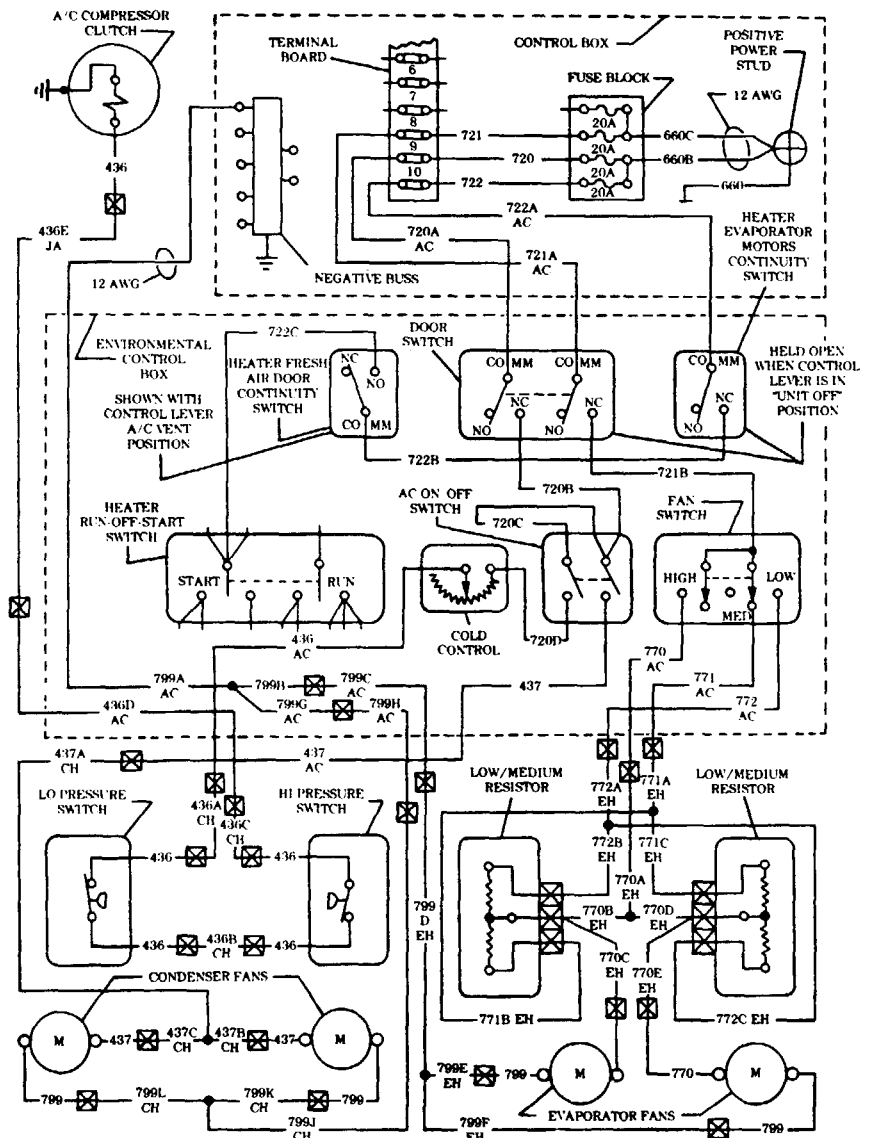 A/C COMPRESSOR
CLUTCH
TERMINAL
BOARD
CONTROL BOX
POSITIVE
POWER
STUD
FUSE BLOCK
12 AWG
6
7
8
9
10
721
720
722
20A
20A
20A
20A
660C
660B
660
436
436E
JA
12 AWG
NEGATIVE BUSS
720A
AC
721A
AC
722A
AC
HEATER
EVAPORATOR
MOTORS
CONTINUITY
SWITCH
ENVIRONMENTAL
CONTROL
BOX
722C
HEATER FRESH
AIR DOOR
CONTINUITY
SWITCH
DOOR
SWITCH
HELD OPEN
WHEN CONTROL
LEVER IS IN
"UNIT OFF"
POSITION
SHOWN WITH
CONTROL LEVER
A/C VENT
POSITION
NC
NO
CO MM
CO MM
CO MM
NC
NC
NO
NO
CO MM
NC
NO
722B
721B
720B
HEATER
RUN-OFF-START
SWITCH
AC ON-OFF
SWITCH
720C
FAN
SWITCH
START
RUN
HIGH
LOW
MED
COLD
CONTROL
720D
436
AC
770
AC
771
AC
772
AC
799A
AC
799B
799C
AC
437
436D
AC
799G
AC
799H
AC
437A
CH
437
AC
LO PRESSURE
SWITCH
HI PRESSURE
SWITCH
436A
CH
436C
CH
LOW/MEDIUM
RESISTOR
LOW/MEDIUM
RESISTOR
772A
EH
771A
EH
772B
EH
771C
EH
770A
EH
436
436
436
436B
CH
436
799
D
EH
770B
EH
770D
EH
770C
EH
770E
EH
771B EH
772C EH
CONDENSER FANS
M
437
437C
CH
437B
CH
437
M
799
799L
CH
799K
CH
799
799J
CH
799E
EH
799
M
770
M
EVAPORATOR FANS
799F
EH
799